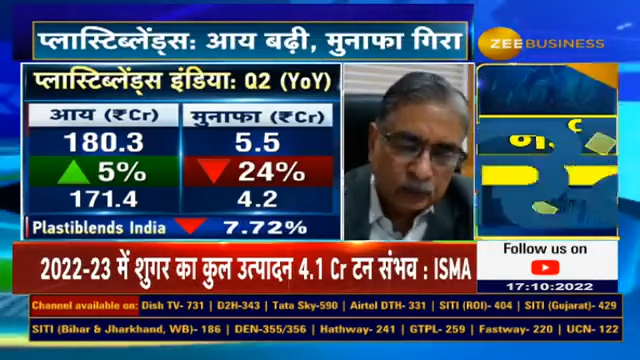 प्लास्टिब्लेंड्स: आय बढ़ी, मुनाफा गिरा
ZEE BUSINESS
प्लास्टिब्लेंड्स इंडिया: Q2 (YoY)
आय (₹Cr) मुनाफा (₹Cr)
180.3 5.5
5% 24%
171.4 4.2
Plastiblends India 7.72%
2022-23 में शुगर का कुल उत्पादन 4.1 Cr टन संभव : ISMA
Follow us on
17:10:2022
Channel available on: Dish TV- 731 | D2H-343 | Tata Sky-590 | Airtel DTH- 331 | SITI (ROI)- 404 | SITI (Gujarat)- 429
SITI (Bihar & Jharkhand, WB)- 186 | DEN-355/356 | Hathway- 241 | GTPL- 259 | Fastway- 220 | UCN- 122